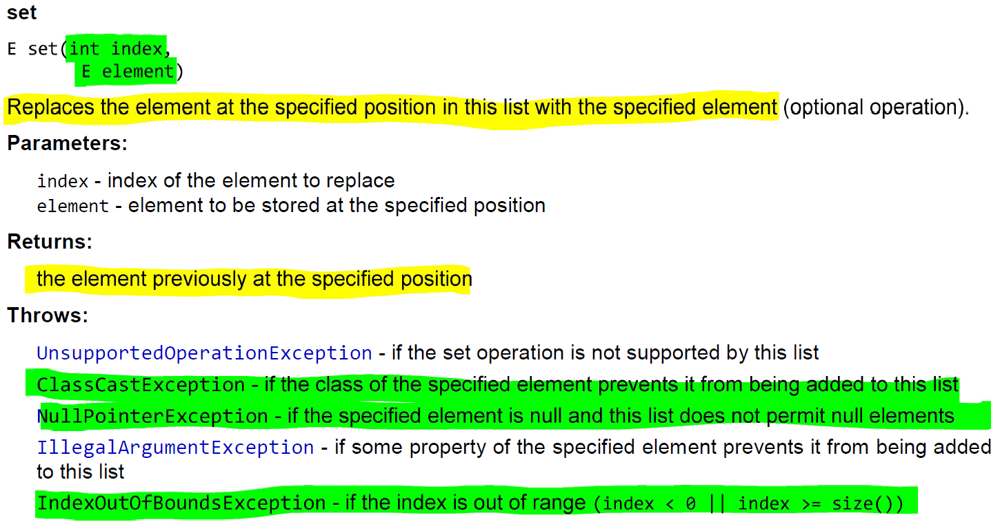 set
E set(int index,
E element)
Replaces the element at the specified position in this list with the specified element (optional operation).
Parameters:
index - index of the element to replace
element - element to be stored at the specified position
Returns:
the element previously at the specified position
Throws:
UnsupportedOperationException - if the set operation is not supported by this list
ClassCastException - if the class of the specified element prevents it from being added to this list
NullPointerException - if the specified element is null and this list does not permit null elements
IllegalArgumentException - if some property of the specified element prevents it from being added
to this list
IndexOutOfBoundsException - if the index is out of range (index < 0 || index >= size())